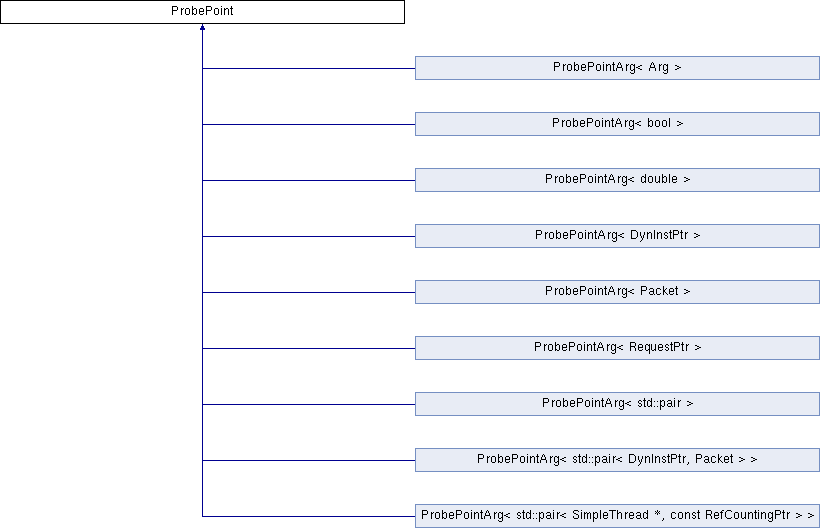 ProbePoint
ProbePointArg< Arg >
ProbePointArg< bool >
ProbePointArg< double >
ProbePointArg< DynInstPtr >
ProbePointArg< Packet >
ProbePointArg< RequestPtr >
ProbePointArg< std::pair >
ProbePointArg< std::pair< DynInstPtr, Packet > >
ProbePointArg< std::pair< SimpleThread *, const RefCountingPtr > >